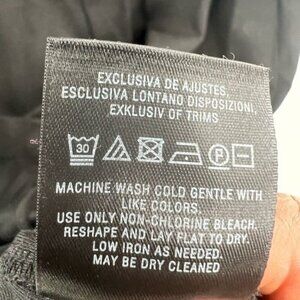 EXCLUSIVA DE AJUSTES.
ESCLUSIVA LONTANO DISPOSIZIONI.
EXKLUSIV OF TRIMS
30
P
MACHINE WASH COLD GENTLE WITH
LIKE COLORS.
USE ONLY NON-CHLORINE BLEACH.
RESHAPE AND LAY FLAT TO DRY.
LOW IRON AS NEEDED.
MAY BE DRY CLEANED